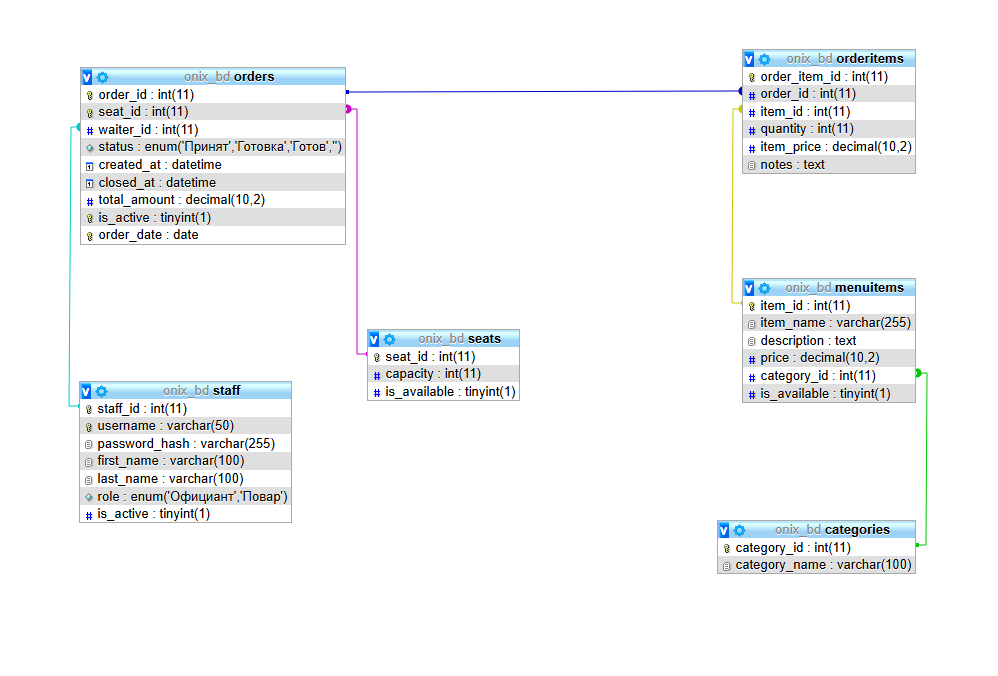 onix_bd orders
order_id : int(11)
seat_id : int(11)
waiter_id : int(11)
status : enum('Принят','Готовка','Готов','')
created_at : datetime
closed_at : datetime
total_amount : decimal(10,2)
is_active : tinyint(1)
order_date : date
onix_bd orderitems
order_item_id : int(11)
order_id : int(11)
item_id : int(11)
quantity : int(11)
item_price : decimal(10,2)
notes : text
onix_bd menuitems
item_id : int(11)
item_name : varchar(255)
description : text
price : decimal(10,2)
category_id : int(11)
is_available : tinyint(1)
onix_bd seats
seat_id : int(11)
capacity : int(11)
is_available : tinyint(1)
onix_bd staff
staff_id : int(11)
username : varchar(50)
password_hash : varchar(255)
first_name : varchar(100)
last_name : varchar(100)
role : enum('Официант','Повар')
is_active : tinyint(1)
onix_bd categories
category_id : int(11)
category_name : varchar(100)